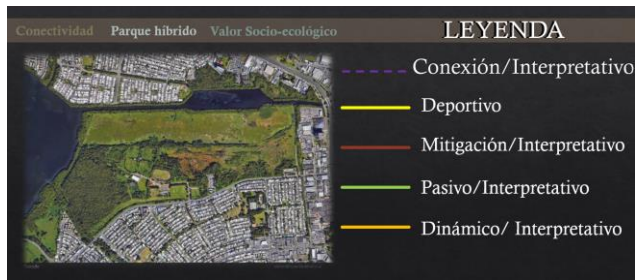 Conectividad Parque híbrido Valor Socio-ecológico
LEYENDA
Conexión/Interpretativo
Deportivo
Mitigación/Interpretativo
Pasivo/Interpretativo
Dinámico/ Interpretativo